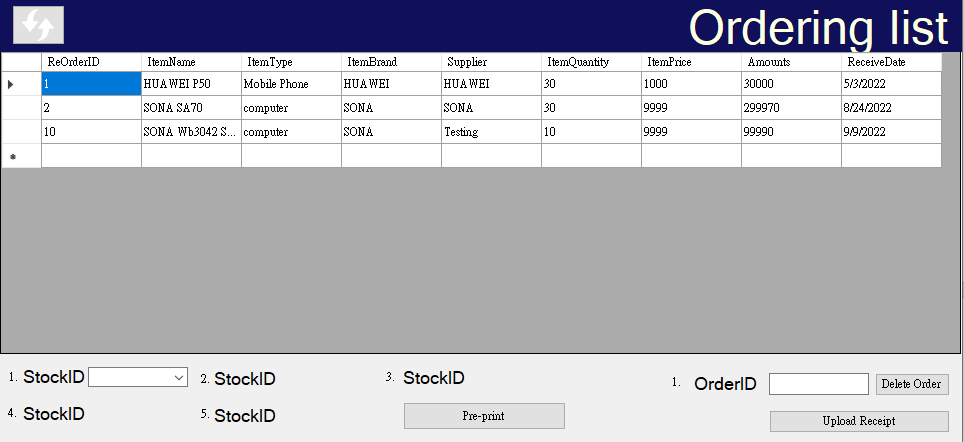 Ordering list
ReOrderID ItemName ItemType ItemBrand Supplier ItemQuantity ItemPrice Amounts ReceiveDate
1 HUAWEI P50 Mobile Phone HUAWEI HUAWEI 30 1000 30000 5/3/2022
2 SONA SA70 computer SONA SONA 30 9999 299970 8/24/2022
10 SONA Wb3042 S... computer SONA Testing 10 9999 99990 9/9/2022
1. StockID 2. StockID 3. StockID 1. OrderID Delete Order
4. StockID 5. StockID Pre-print Upload Receipt